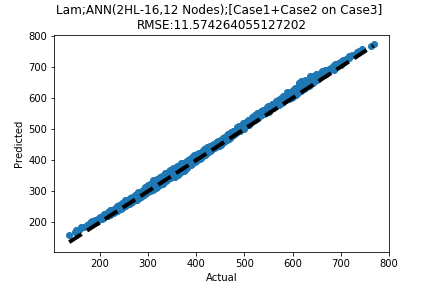 Lam;ANN(2HL-16,12 Nodes);[Case1+Case2 on Case3]
RMSE:11.574264055127202
800
700
600
500
400
300
200
Predicted
200 300 400 500 600 700 800
Actual